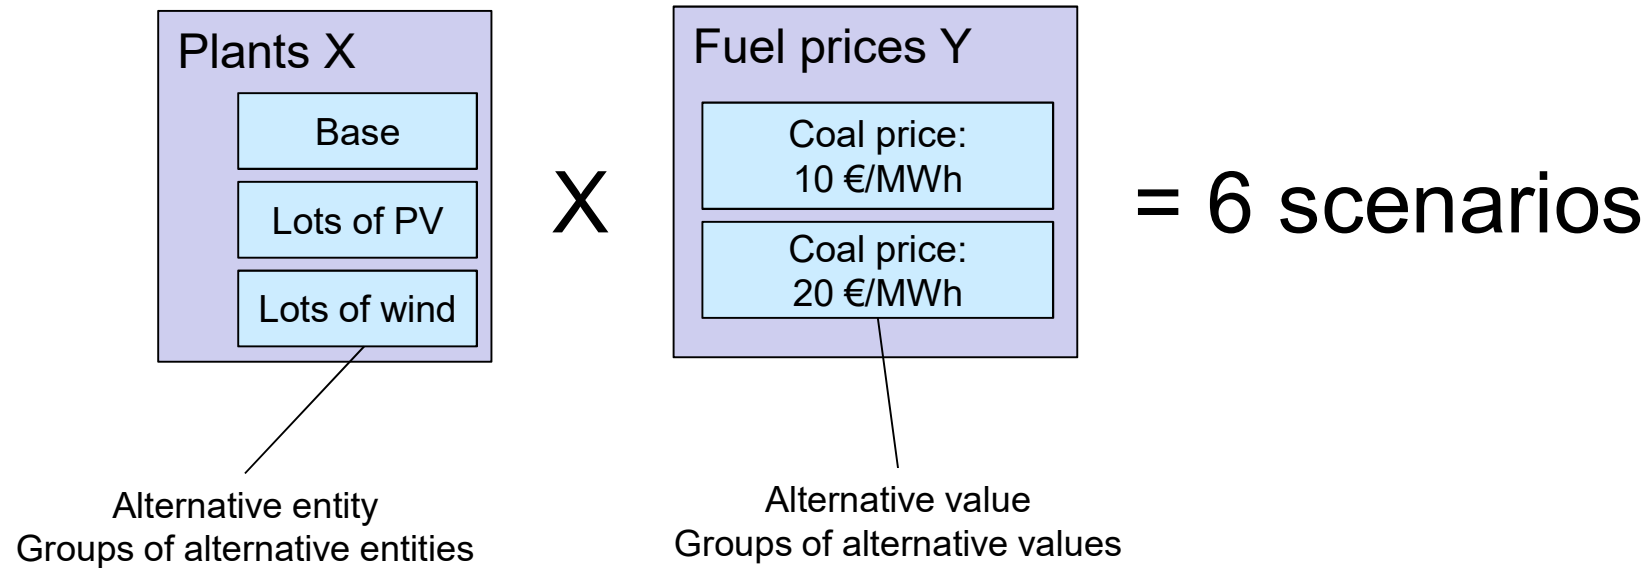 Plants X
Base
Lots of PV
Lots of wind
X
Fuel prices Y
Coal price:
10 €/MWh
Coal price:
20 €/MWh
= 6 scenarios
Alternative entity
Groups of alternative entities
Alternative value
Groups of alternative values